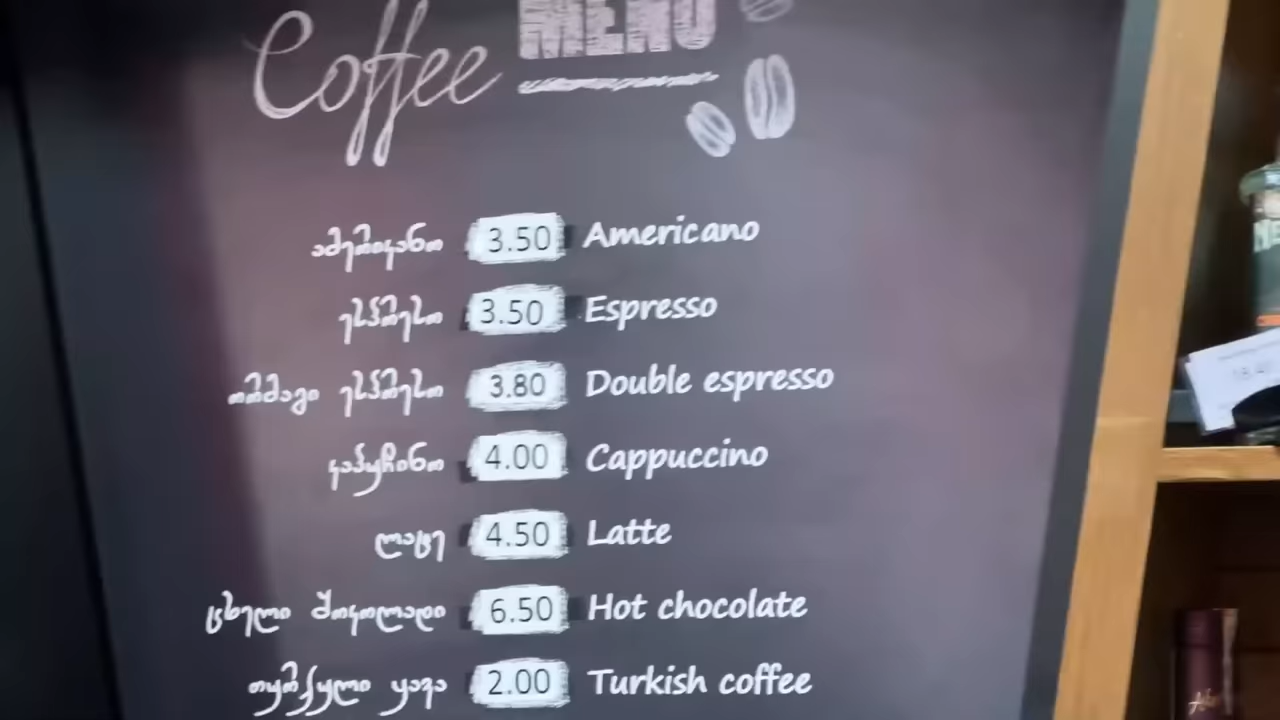 Coffee MENU
ამერიკანო 3.50 Americano
ესპრესო 3.50 Espresso
ორმაგი ესპრესო 3.80 Double espresso
კაპუჩინო 4.00 Cappuccino
ლატე 4.50 Latte
ცხელი შოკოლადი 6.50 Hot chocolate
თურქული ყავა 2.00 Turkish coffee